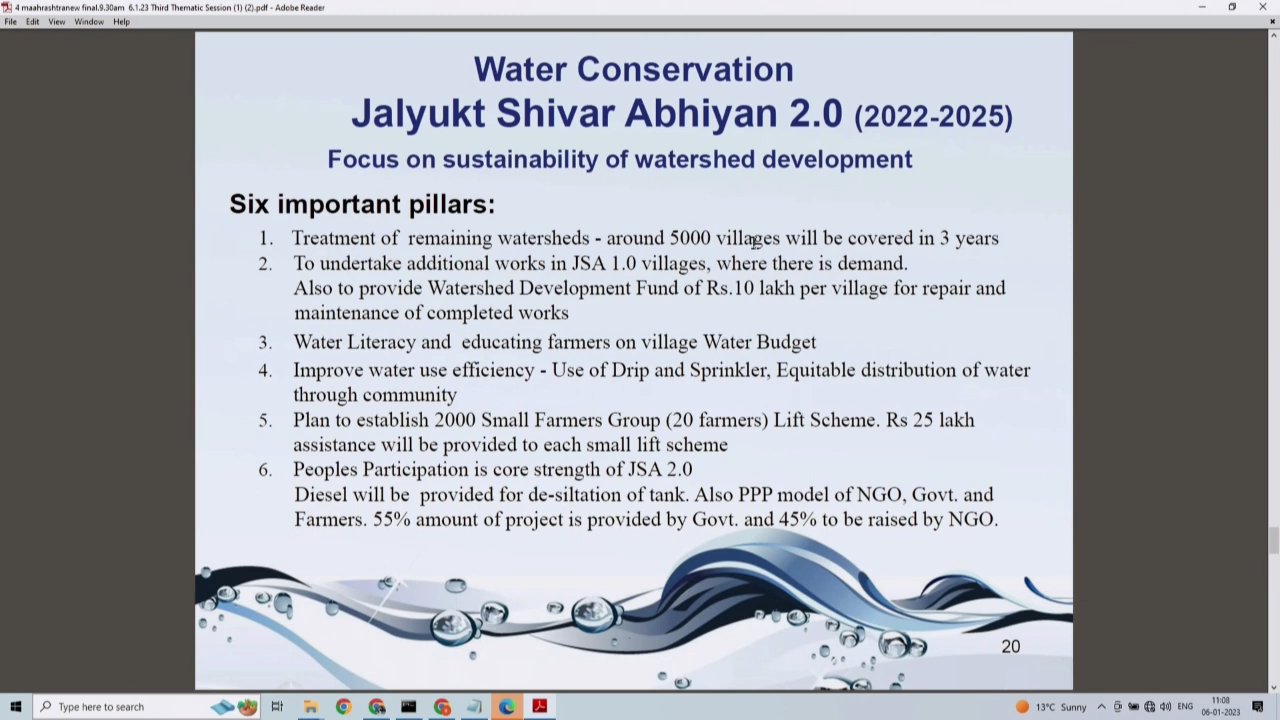 4 maahrashtranew final.9.30am 6.1.23 Third Thematic Session (1) (2).pdf - Adobe Reader
File Edit View Window Help
Water Conservation
Jalyukt Shivar Abhiyan 2.0 (2022-2025)
Focus on sustainability of watershed development
Six important pillars:
1. Treatment of remaining watersheds - around 5000 villages will be covered in 3 years
2. To undertake additional works in JSA 1.0 villages, where there is demand.
Also to provide Watershed Development Fund of Rs.10 lakh per village for repair and
maintenance of completed works
3. Water Literacy and educating farmers on village Water Budget
4. Improve water use efficiency - Use of Drip and Sprinkler, Equitable distribution of water
through community
5. Plan to establish 2000 Small Farmers Group (20 farmers) Lift Scheme. Rs 25 lakh
assistance will be provided to each small lift scheme
6. Peoples Participation is core strength of JSA 2.0
Diesel will be provided for de-siltation of tank. Also PPP model of NGO, Govt. and
Farmers. 55% amount of project is provided by Govt. and 45% to be raised by NGO.
20
Type here to search
13°C Sunny
ENG
11:08
06-01-2023